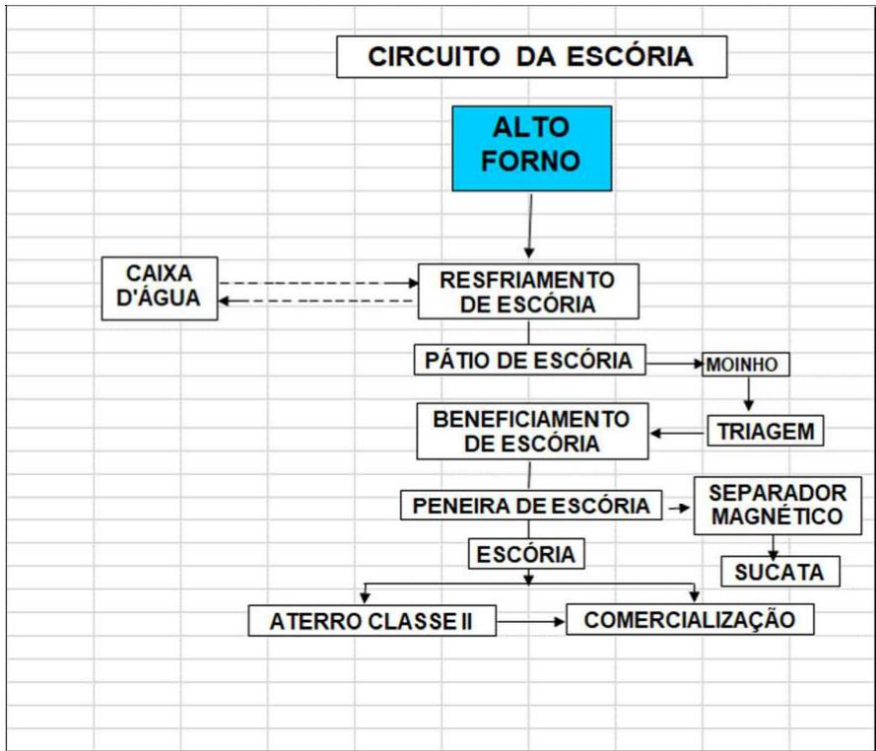 CIRCUITO DA ESCÓRIA
ALTO
FORNO
CAIXA
D'ÁGUA
RESFRIAMENTO
DE ESCÓRIA
PÁTIO DE ESCÓRIA
MOINHO
BENEFICIAMENTO
DE ESCÓRIA
TRIAGEM
PENEIRA DE ESCÓRIA
SEPARADOR
MAGNÉTICO
ESCÓRIA
SUCATA
ATERRO CLASSE II
COMERCIALIZAÇÃO